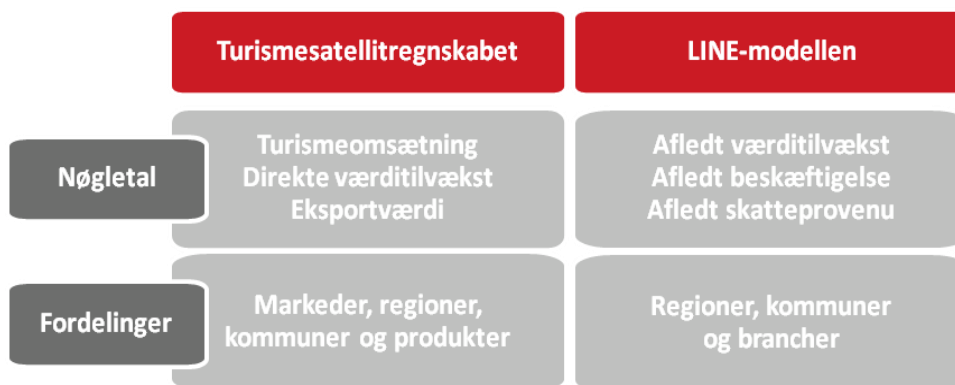 Turismesatellitregnskabet
LINE-modellen
Nøgletal
Turismeomsætning
Direkte værditilvækst
Eksportværdi
Afledt værditilvækst
Afledt beskæftigelse
Afledt skatteprovenu
Fordelinger
Markeder, regioner,
kommuner og produkter
Regioner, kommuner
og brancher